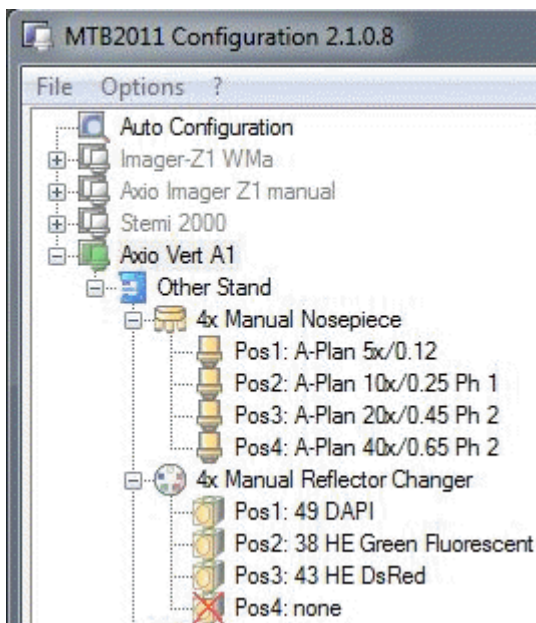 MTB2011 Configuration 2.1.0.8
File Options ?
Auto Configuration
Imager-Z1 WMa
Axio Imager Z1 manual
Stemi 2000
Axio Vert A1
Other Stand
4x Manual Nosepiece
Pos1: A-Plan 5x/0.12
Pos2: A-Plan 10x/0.25 Ph 1
Pos3: A-Plan 20x/0.45 Ph 2
Pos4: A-Plan 40x/0.65 Ph 2
4x Manual Reflector Changer
Pos1: 49 DAPI
Pos2: 38 HE Green Fluorescent
Pos3: 43 HE DsRed
Pos4: none